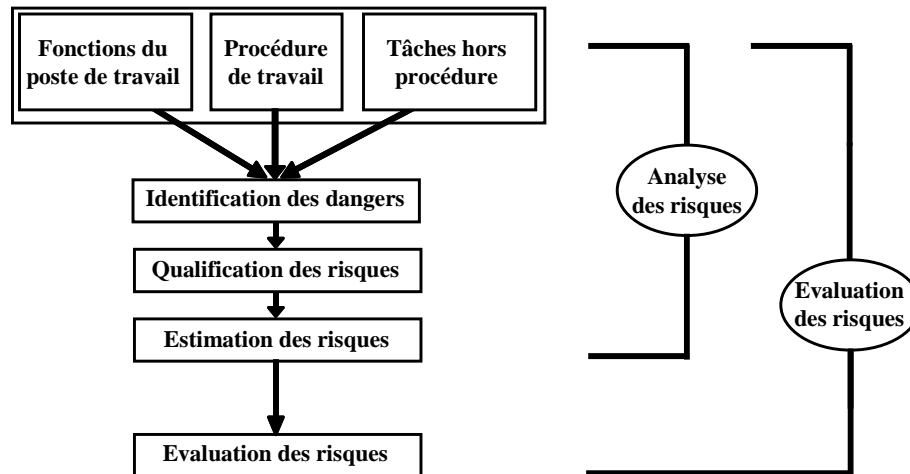 Fonctions du
poste de travail
Procédure
de travail
Tâches hors
procédure
Identification des dangers
Qualification des risques
Estimation des risques
Evaluation des risques
Analyse
des risques
Evaluation
des risques